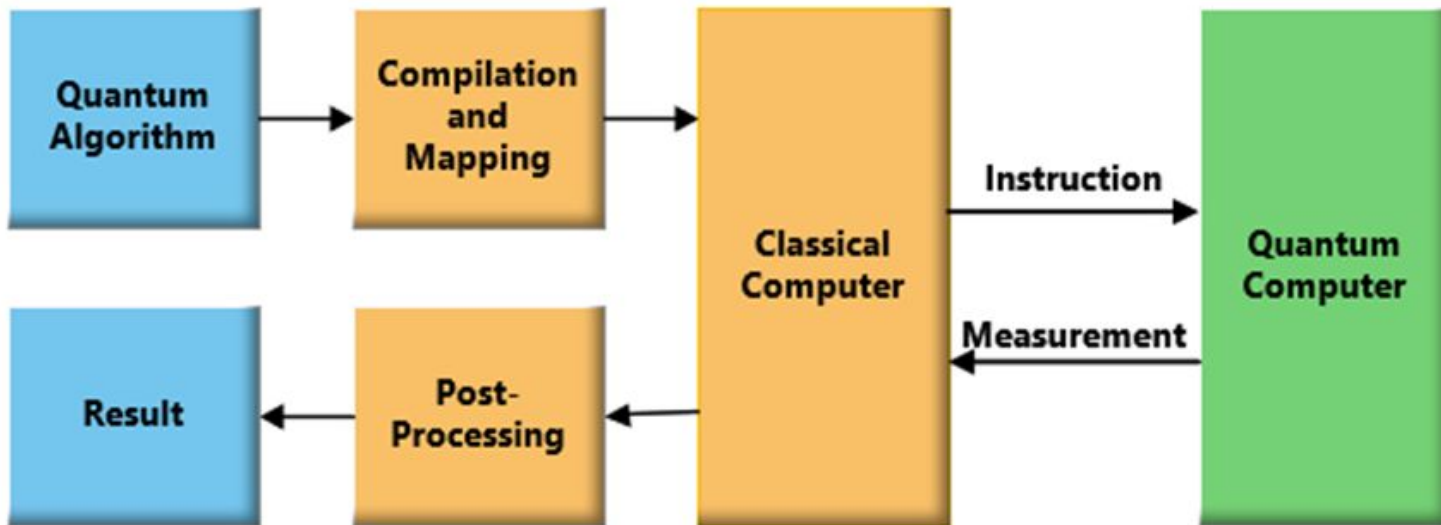 Quantum
Algorithm
Compilation
and
Mapping
Classical
Computer
Instruction
Quantum
Computer
Measurement
Result
Post-
Processing